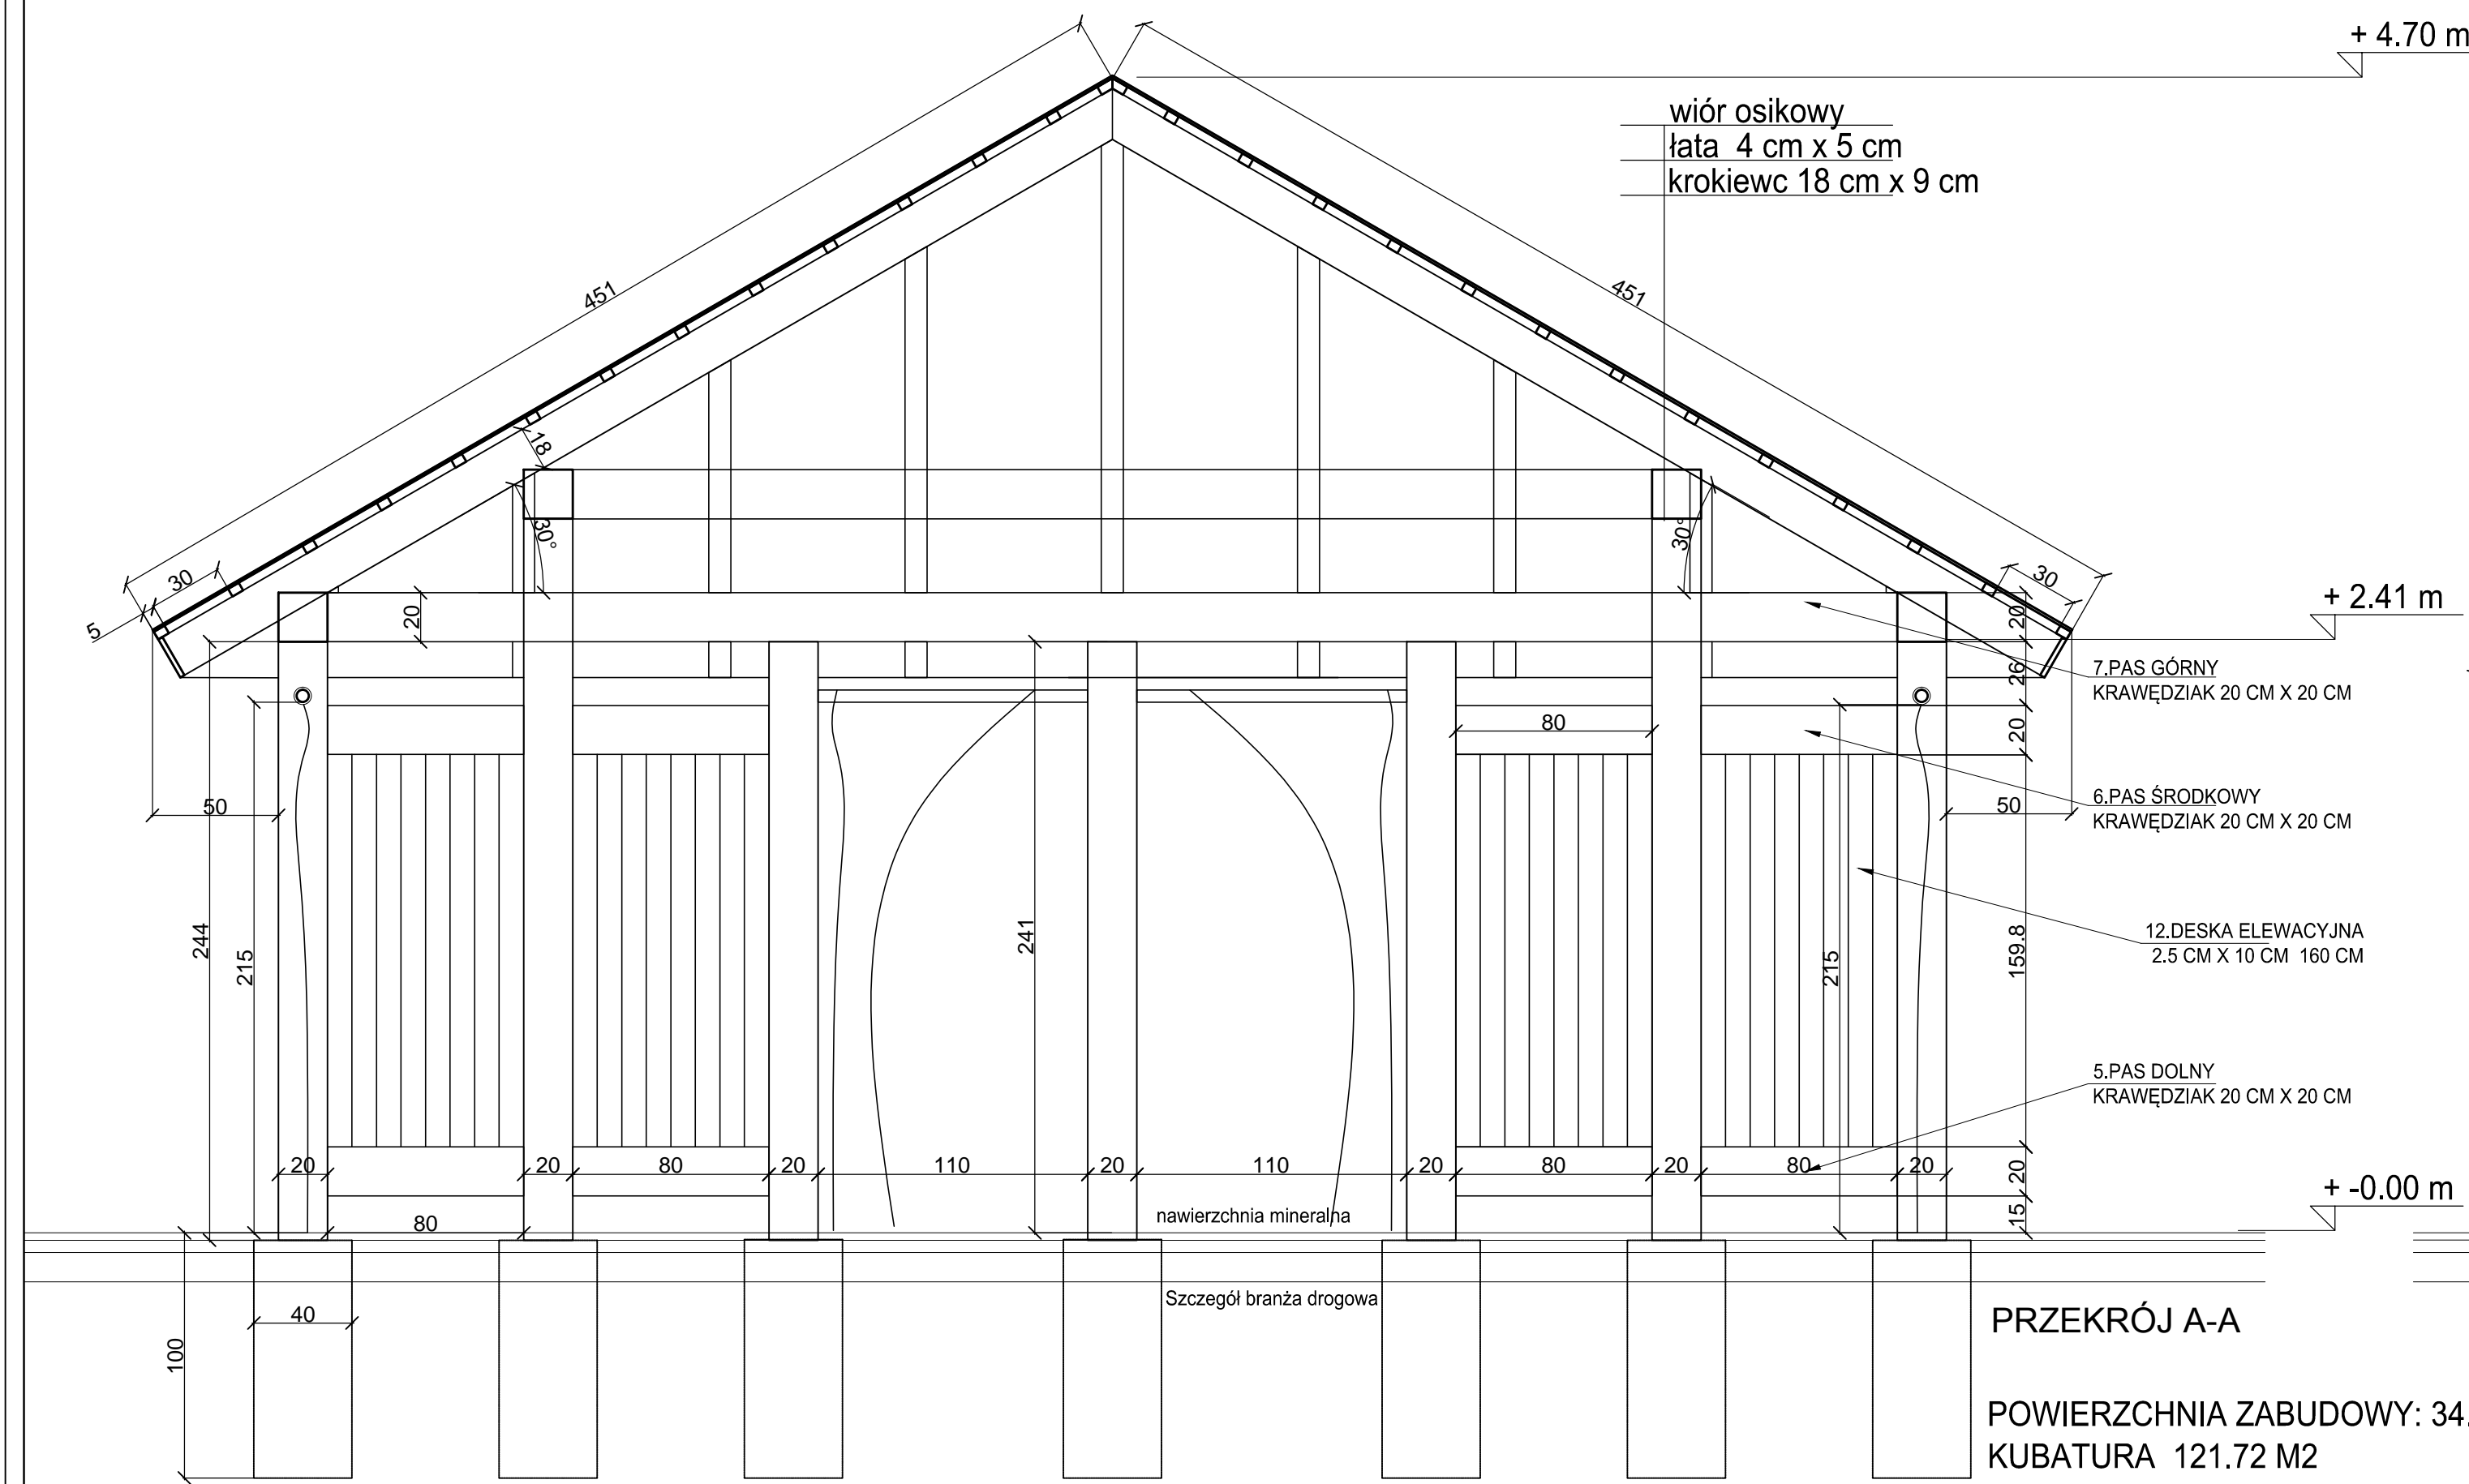 + 4.70 m
wiór osikowy
łata 4 cm x 5 cm
krokiewc 18 cm x 9 cm
451
451
18
30°
30°
30
30
5
20
20
+ 2.41 m
26
7.PAS GÓRNY
KRAWĘDZIAK 20 CM X 20 CM
80
20
50
50
6.PAS ŚRODKOWY
KRAWĘDZIAK 20 CM X 20 CM
244
215
241
215
159.8
12.DESKA ELEWACYJNA
2.5 CM X 10 CM 160 CM
5.PAS DOLNY
KRAWĘDZIAK 20 CM X 20 CM
20
20
80
20
110
20
110
20
80
20
80
20
20
80
nawierzchnia mineralna
15
+ -0.00 m
40
100
Szczegół branża drogowa
PRZEKRÓJ A-A
POWIERZCHNIA ZABUDOWY: 34.
KUBATURA 121.72 M2